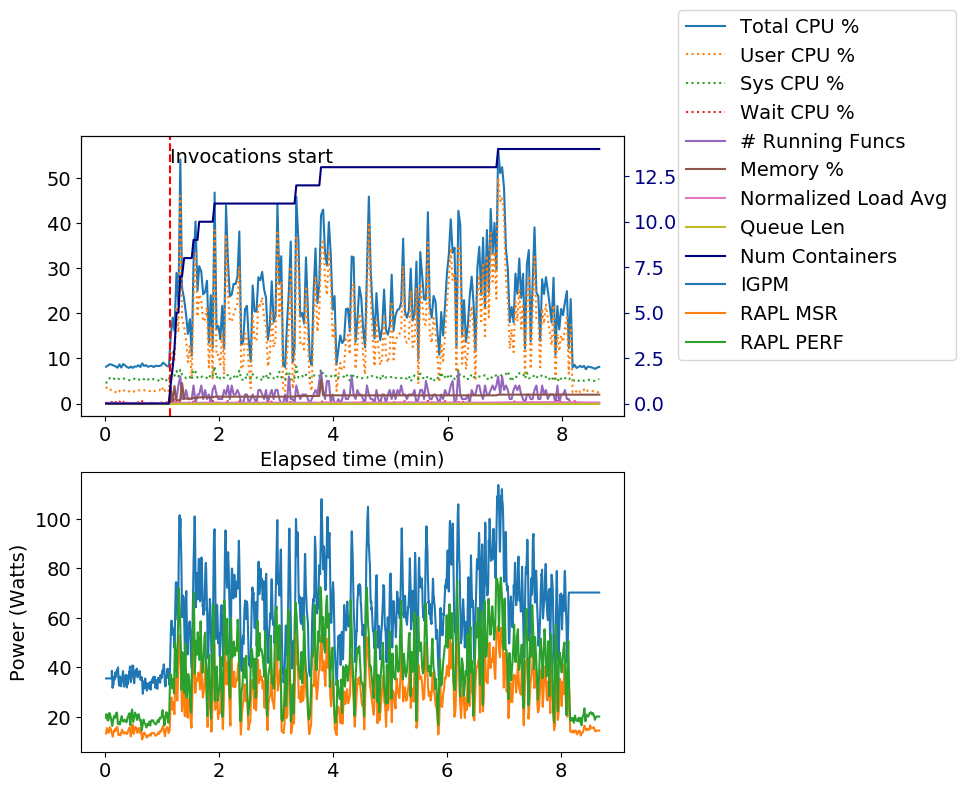 Total CPU %
User CPU %
Sys CPU %
Wait CPU %
# Running Funcs
Memory %
Normalized Load Avg
Queue Len
Num Containers
IGPM
RAPL MSR
RAPL PERF
Invocations start
50
40
30
20
10
0
12.5
10.0
7.5
5.0
2.5
0.0
0 2 4 6 8
Elapsed time (min)
Power (Watts)
100
80
60
40
20
0 2 4 6 8